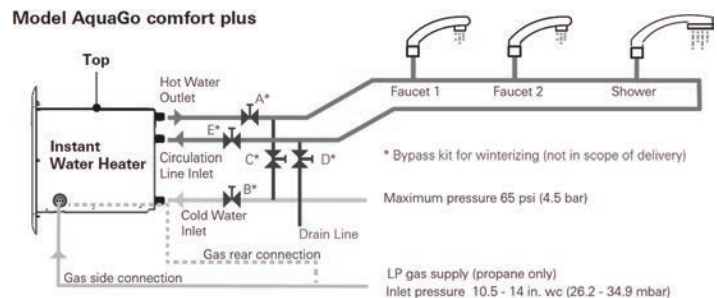 Model AquaGo comfort plus
Top
Hot Water
Outlet
A*
Faucet 1
Faucet 2
Shower
Instant
Water Heater
E*
Circulation
Line Inlet
C*
D*
* Bypass kit for winterizing (not in scope of delivery)
B*
Maximum pressure 65 psi (4.5 bar)
Cold Water
Inlet
Drain Line
Gas rear connection
Gas side connection
LP gas supply (propane only)
Inlet pressure 10.5 - 14 in. wc (26.2 - 34.9 mbar)